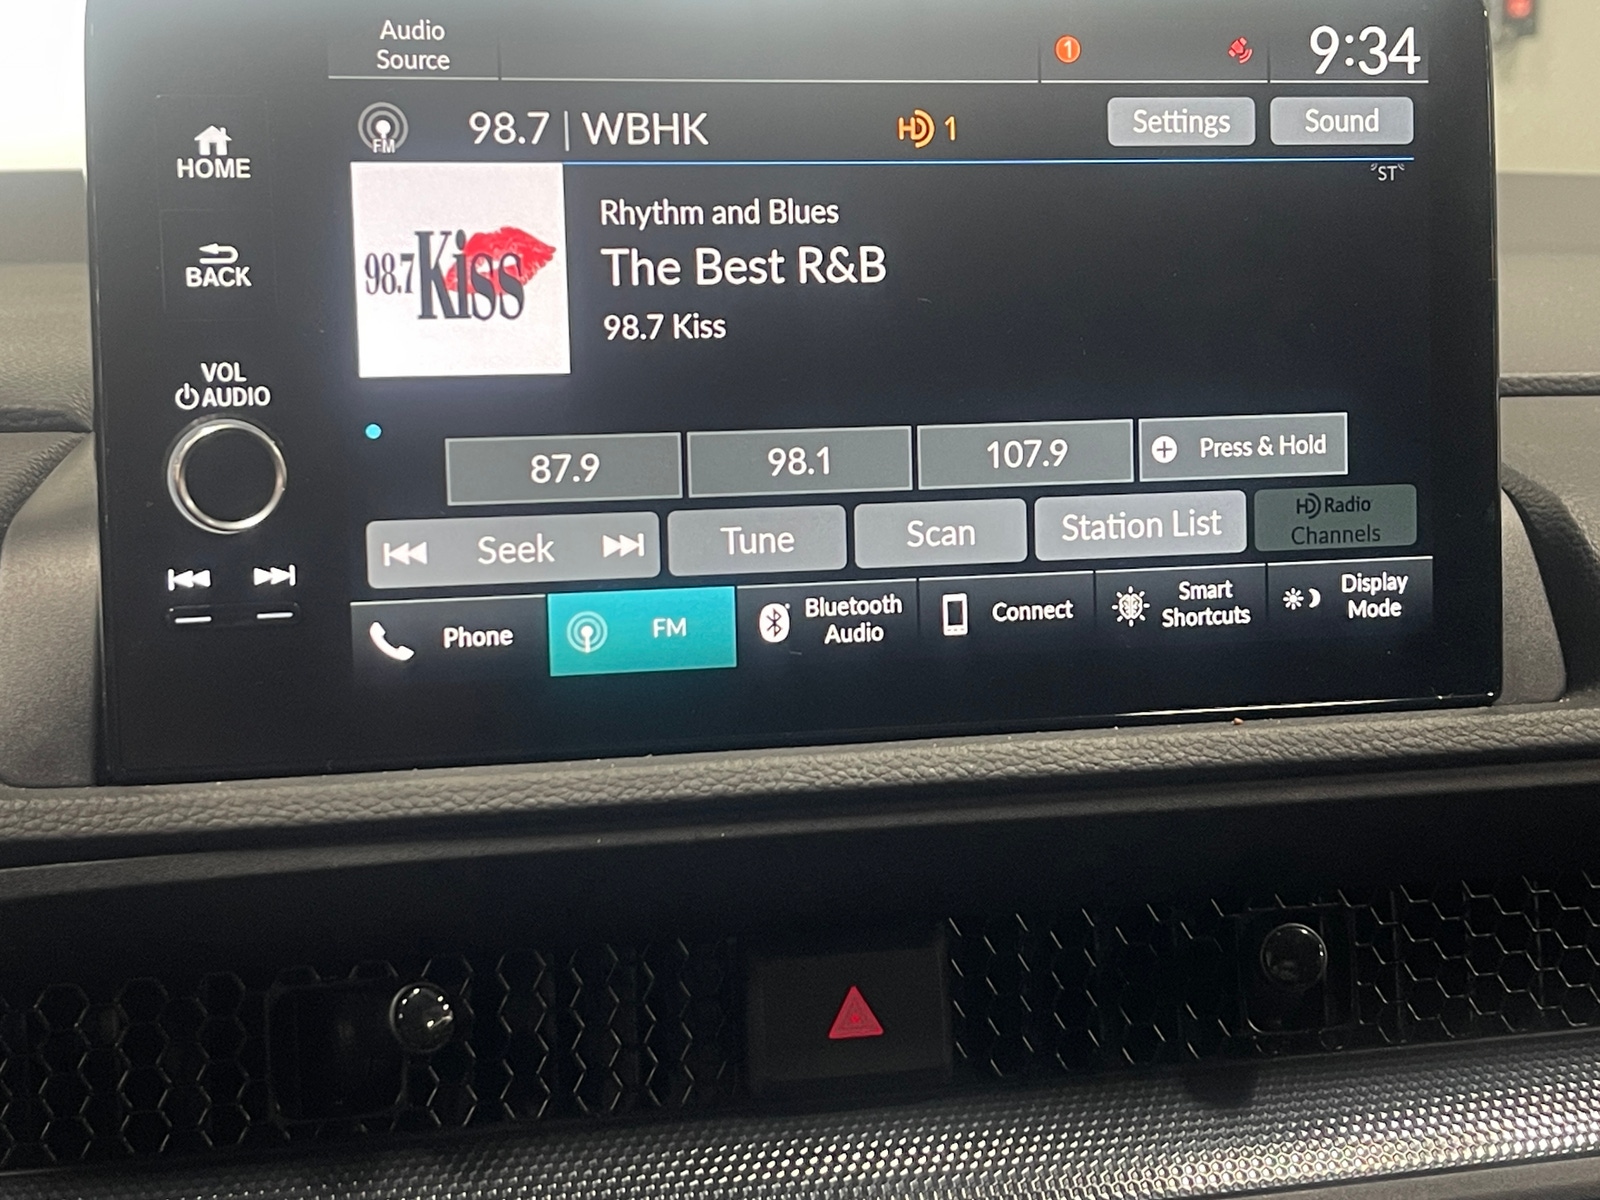 Audio
Source
1
9:34
HOME
BACK
VOL
AUDIO
FM
98.7 | WBHK
HD 1
Settings
Sound
ST
98.7 Kiss
Rhythm and Blues
The Best R&B
98.7 Kiss
87.9
98.1
107.9
+ Press & Hold
Seek
Tune
Scan
Station List
HD Radio
Channels
Phone
FM
Bluetooth
Audio
Connect
Smart
Shortcuts
Display
Mode